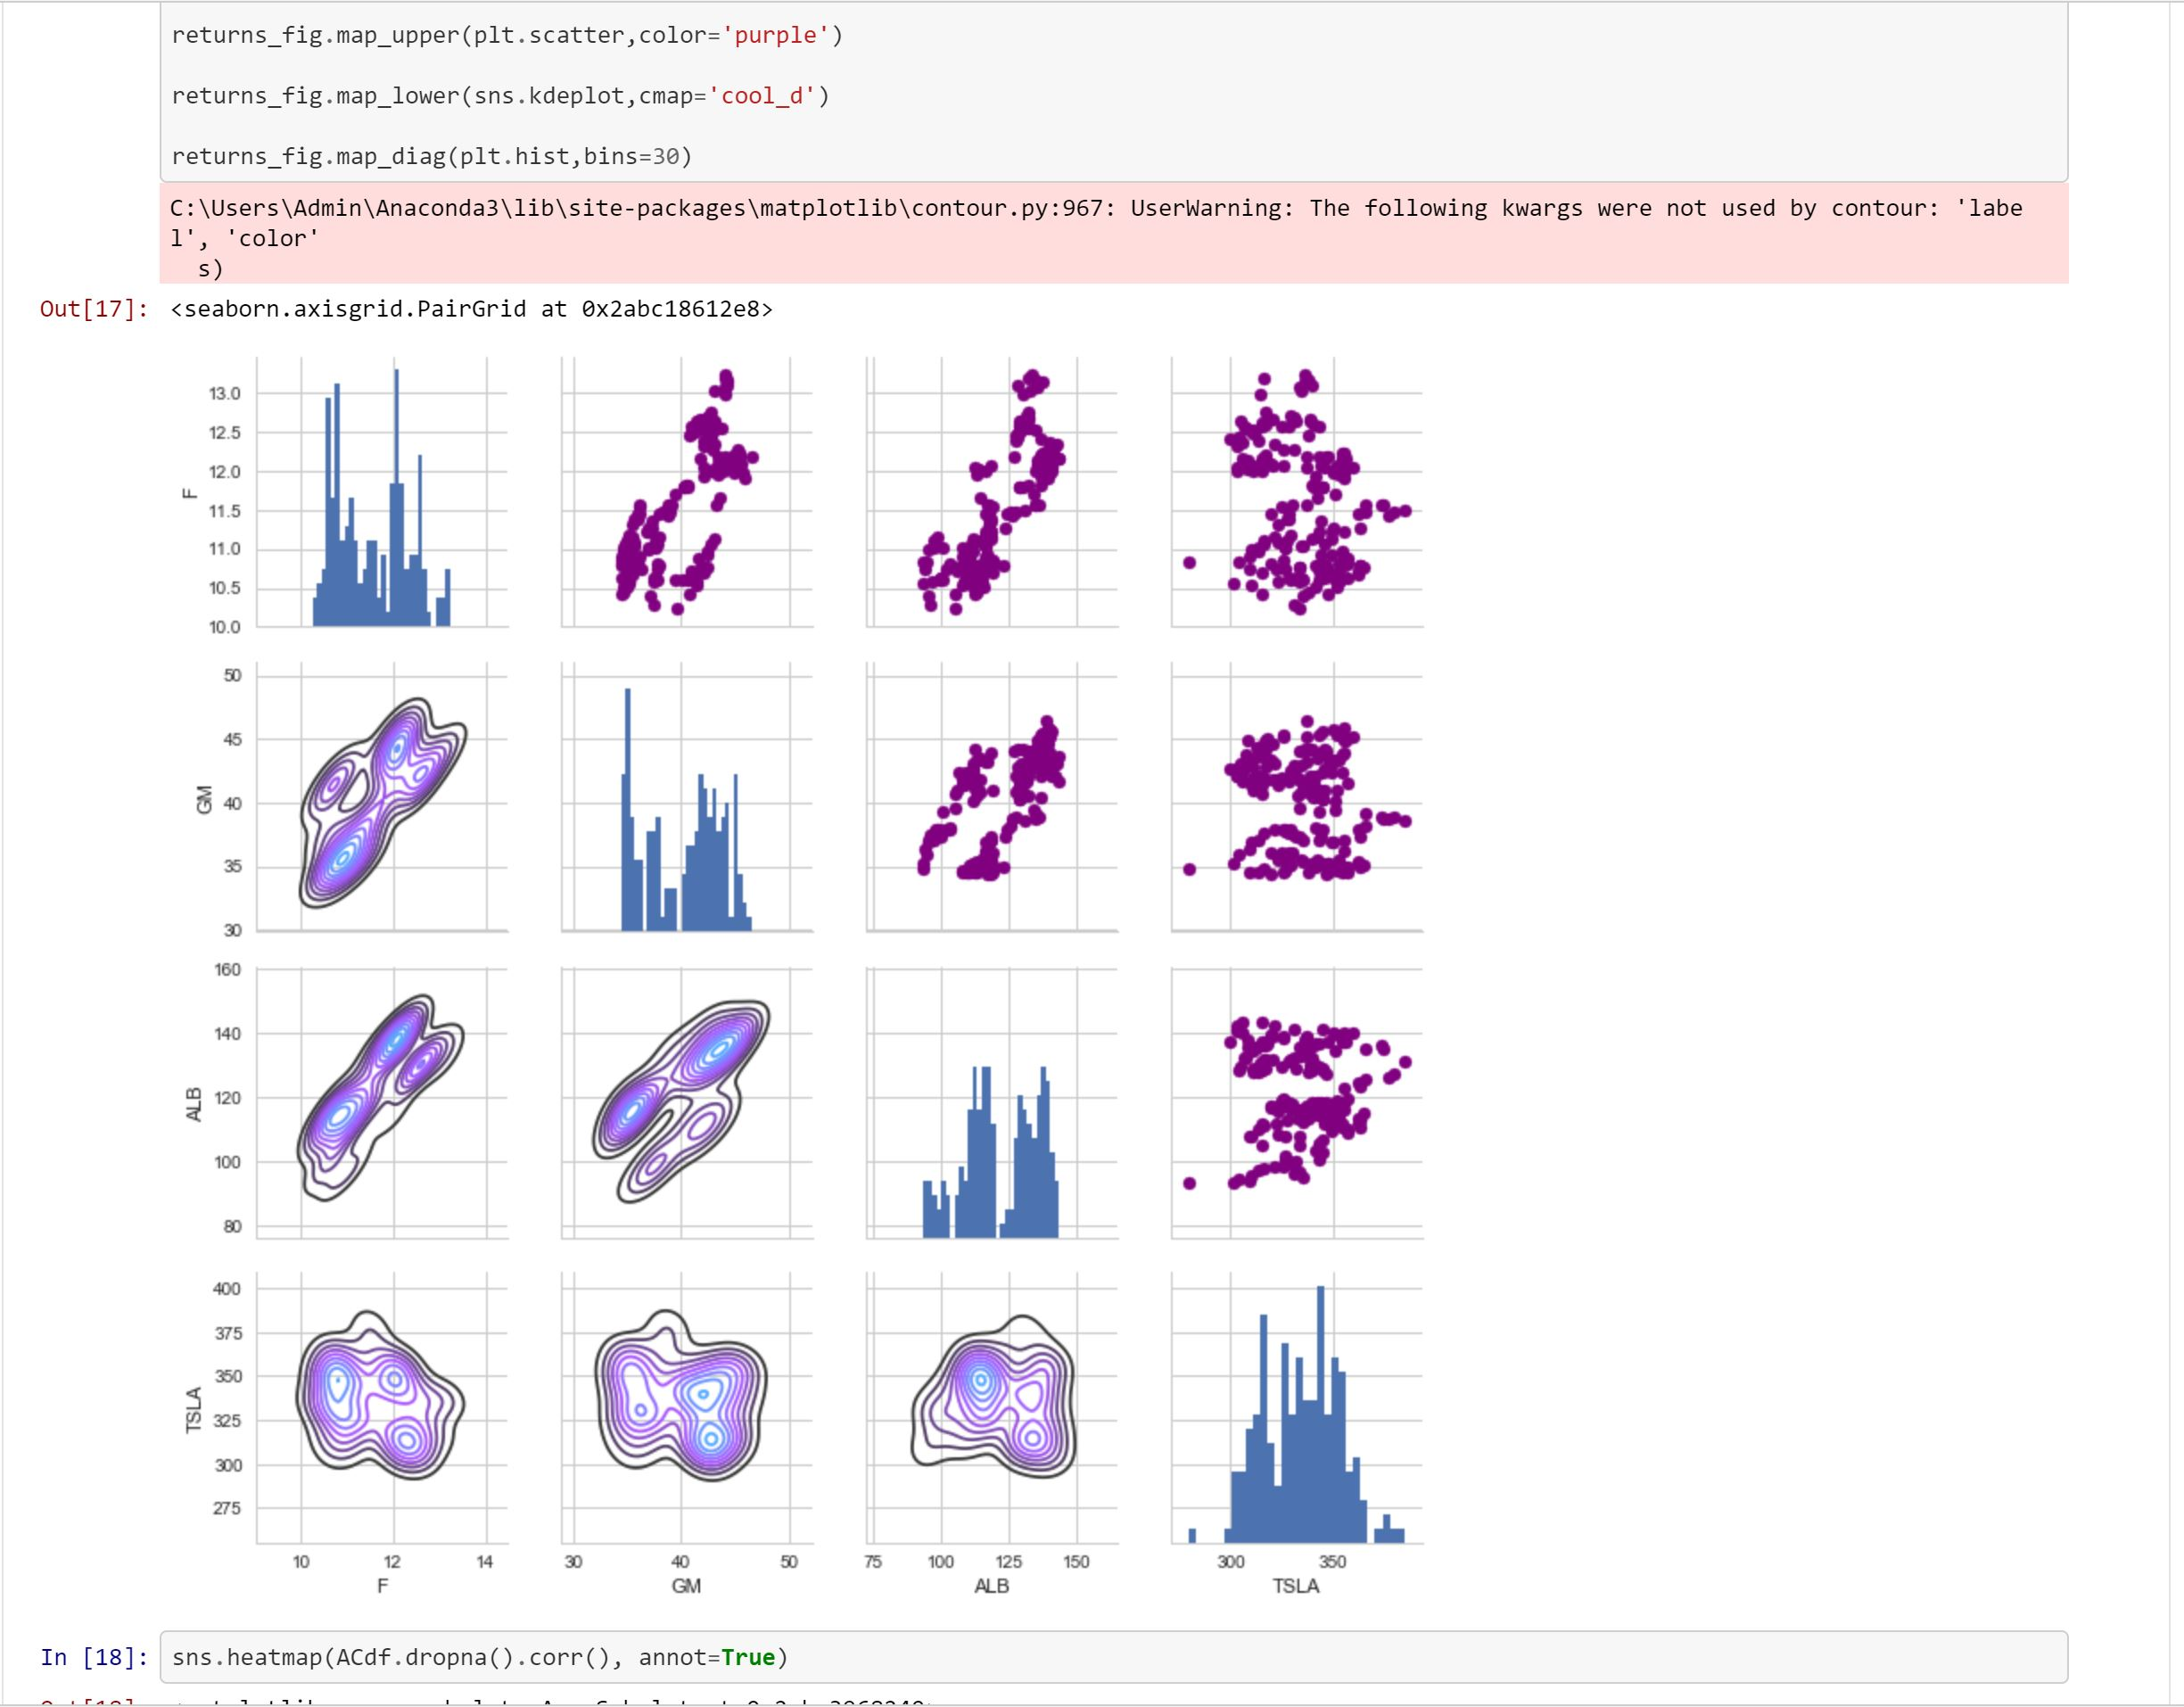 returns_fig.map_upper(plt.scatter,color='purple')
returns_fig.map_lower(sns.kdeplot,cmap='cool_d')
returns_fig.map_diag(plt.hist,bins=30)
C:\Users\Admin\Anaconda3\lib\site-packages\matplotlib\contour.py:967: UserWarning: The following kwargs were not used by contour: 'labe
l', 'color'
s)
Out[17]: <seaborn.axisgrid.PairGrid at 0x2abc18612e8>
13.0
12.5
12.0
F
11.5
11.0
10.5
10.0
50
45
GM
40
35
30
160
140
ALB
120
100
80
400
375
350
TSLA
325
300
275
10 12 14 30 40 50 75 100 125 150 300 350
F GM ALB TSLA
In [18]: sns.heatmap(ACdf.dropna().corr(), annot=True)